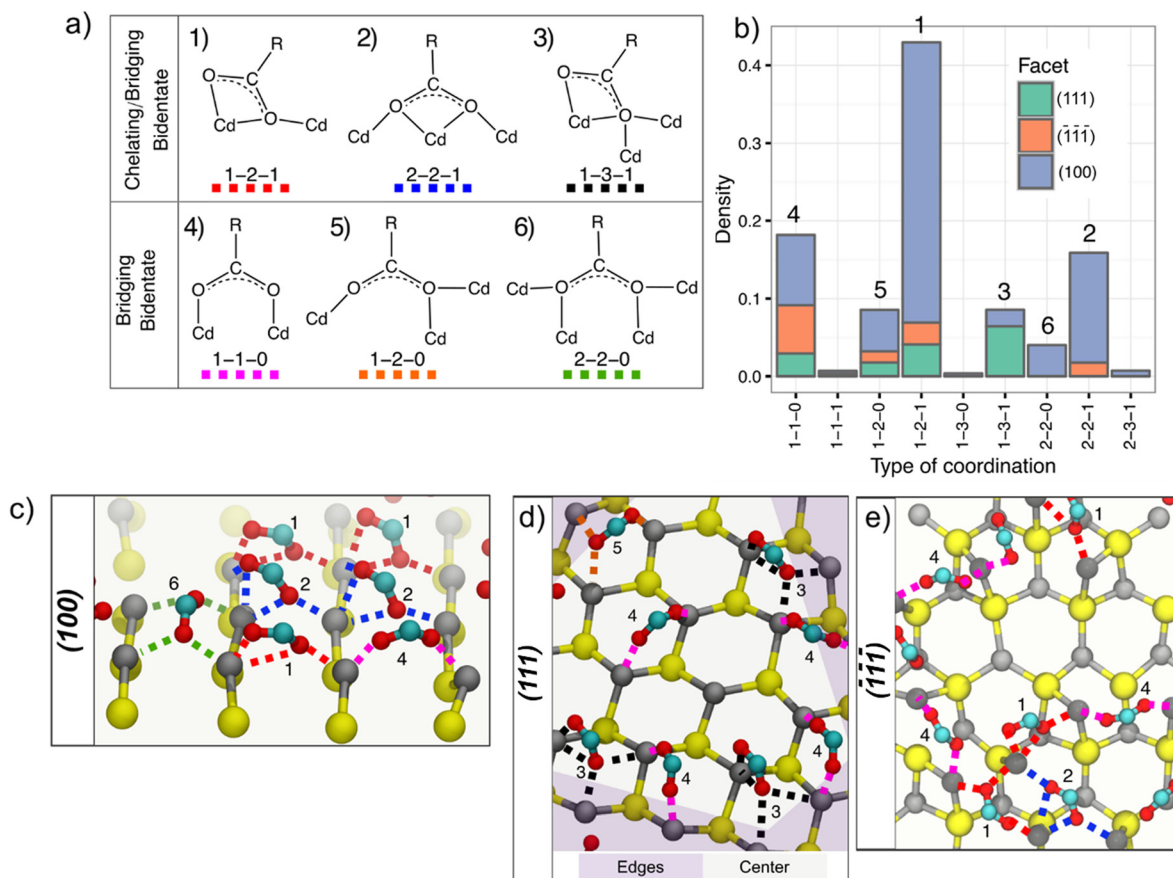 a)
Chelating/Bridging
Bidentate
1)
R
O
C
O
Cd
Cd
1-2-1
2)
R
C
O
O
Cd
Cd
Cd
2-2-1
3)
R
O
C
O
Cd
Cd
Cd
1-3-1
Bridging
Bidentate
4)
R
C
O
O
Cd
Cd
1-1-0
5)
R
C
O
O
Cd
Cd
Cd
1-2-0
6)
R
C
O
O
Cd
Cd
Cd
Cd
2-2-0
b)
Density
0.4
0.3
0.2
0.1
0.0
4
5
1
3
6
2
Facet
(111)
(1̄1̄1̄)
(100)
1-1-0
1-1-1
1-2-0
1-2-1
1-3-0
1-3-1
2-2-0
2-2-1
2-3-1
Type of coordination
c)
(100)
1
1
6
2
2
1
4
d)
(111)
5
3
4
4
3
4
3
4
Edges
Center
e)
(1̄1̄1̄)
1
4
1
4
4
2
1